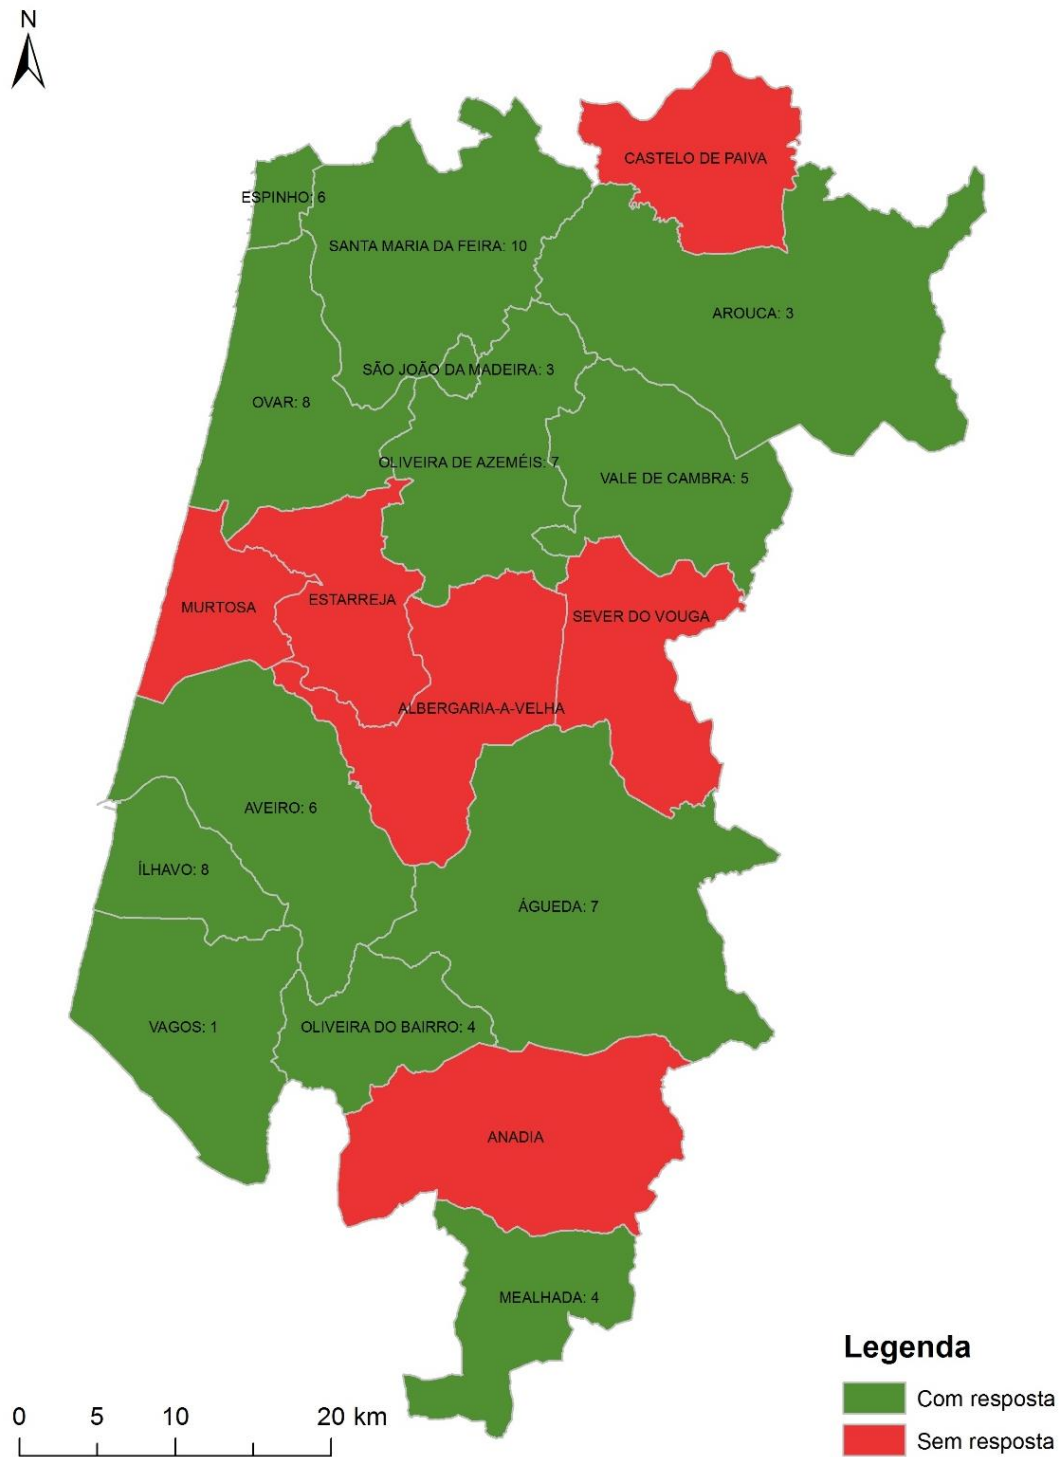 N
CASTELO DE PAIVA
ESPINHO: 6
SANTA MARIA DA FEIRA: 10
AROUCA: 3
SÃO JOÃO DA MADEIRA: 3
OVAR: 8
OLIVEIRA DE AZEMÉIS: 7
VALE DE CAMBRA: 5
MURTOSA
ESTARREJA
SEVER DO VOUGA
ALBERGARIA-A-VELHA
AVEIRO: 6
ÍLHAVO: 8
ÁGUEDA: 7
VAGOS: 1
OLIVEIRA DO BAIRRO: 4
ANADIA
MEALHADA: 4
Legenda
Com resposta
Sem resposta
0 5 10 20 km